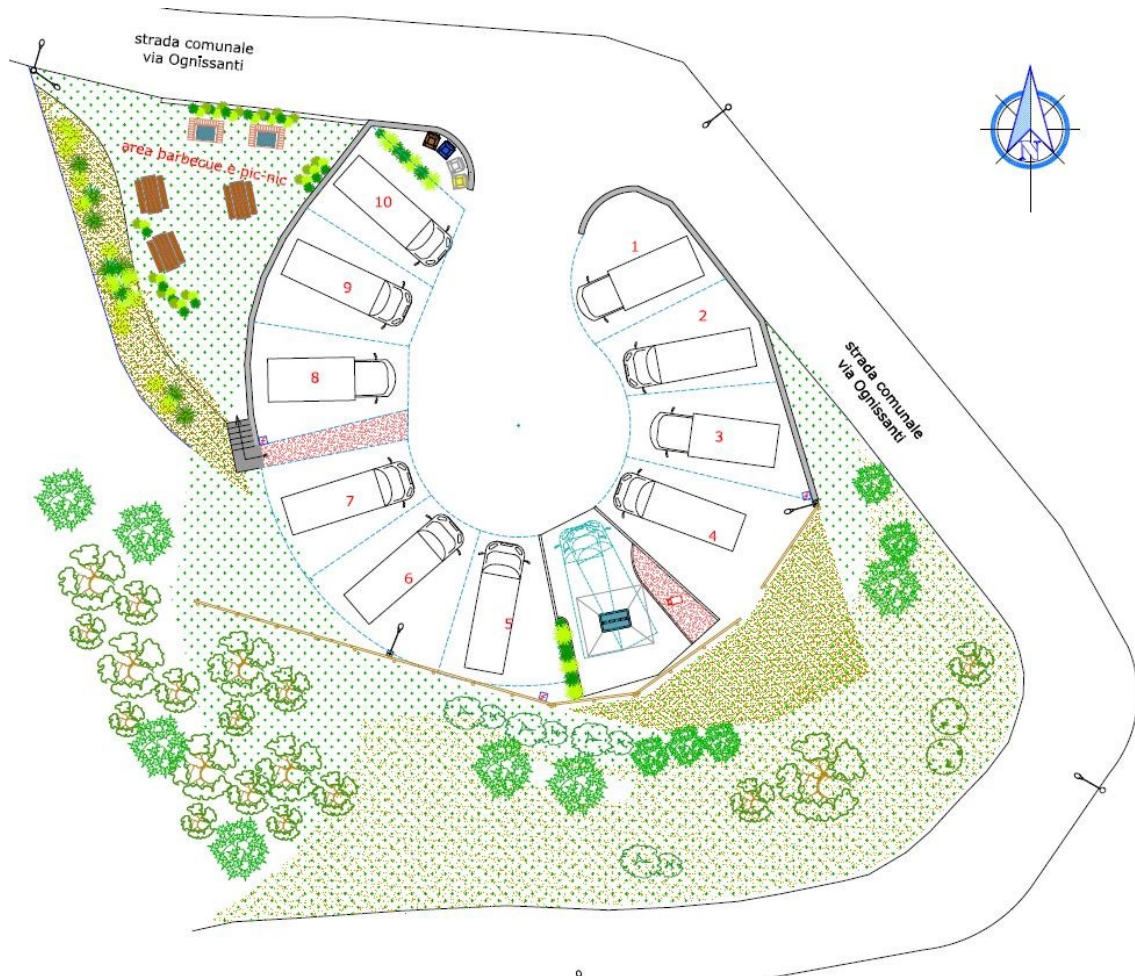 strada comunale
via Ognissanti
area barbecue e pic-nic
N
10
1
9
2
8
strada comunale
via Ognissanti
3
7
4
6
5